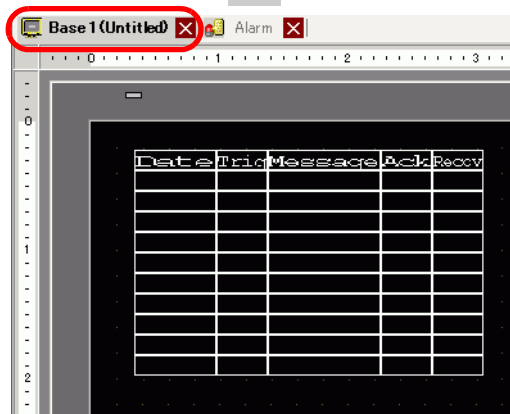 Base 1 (Untitled) Alarm
0 1 2 3
0
Date Trig Message Ack Recov
1
2